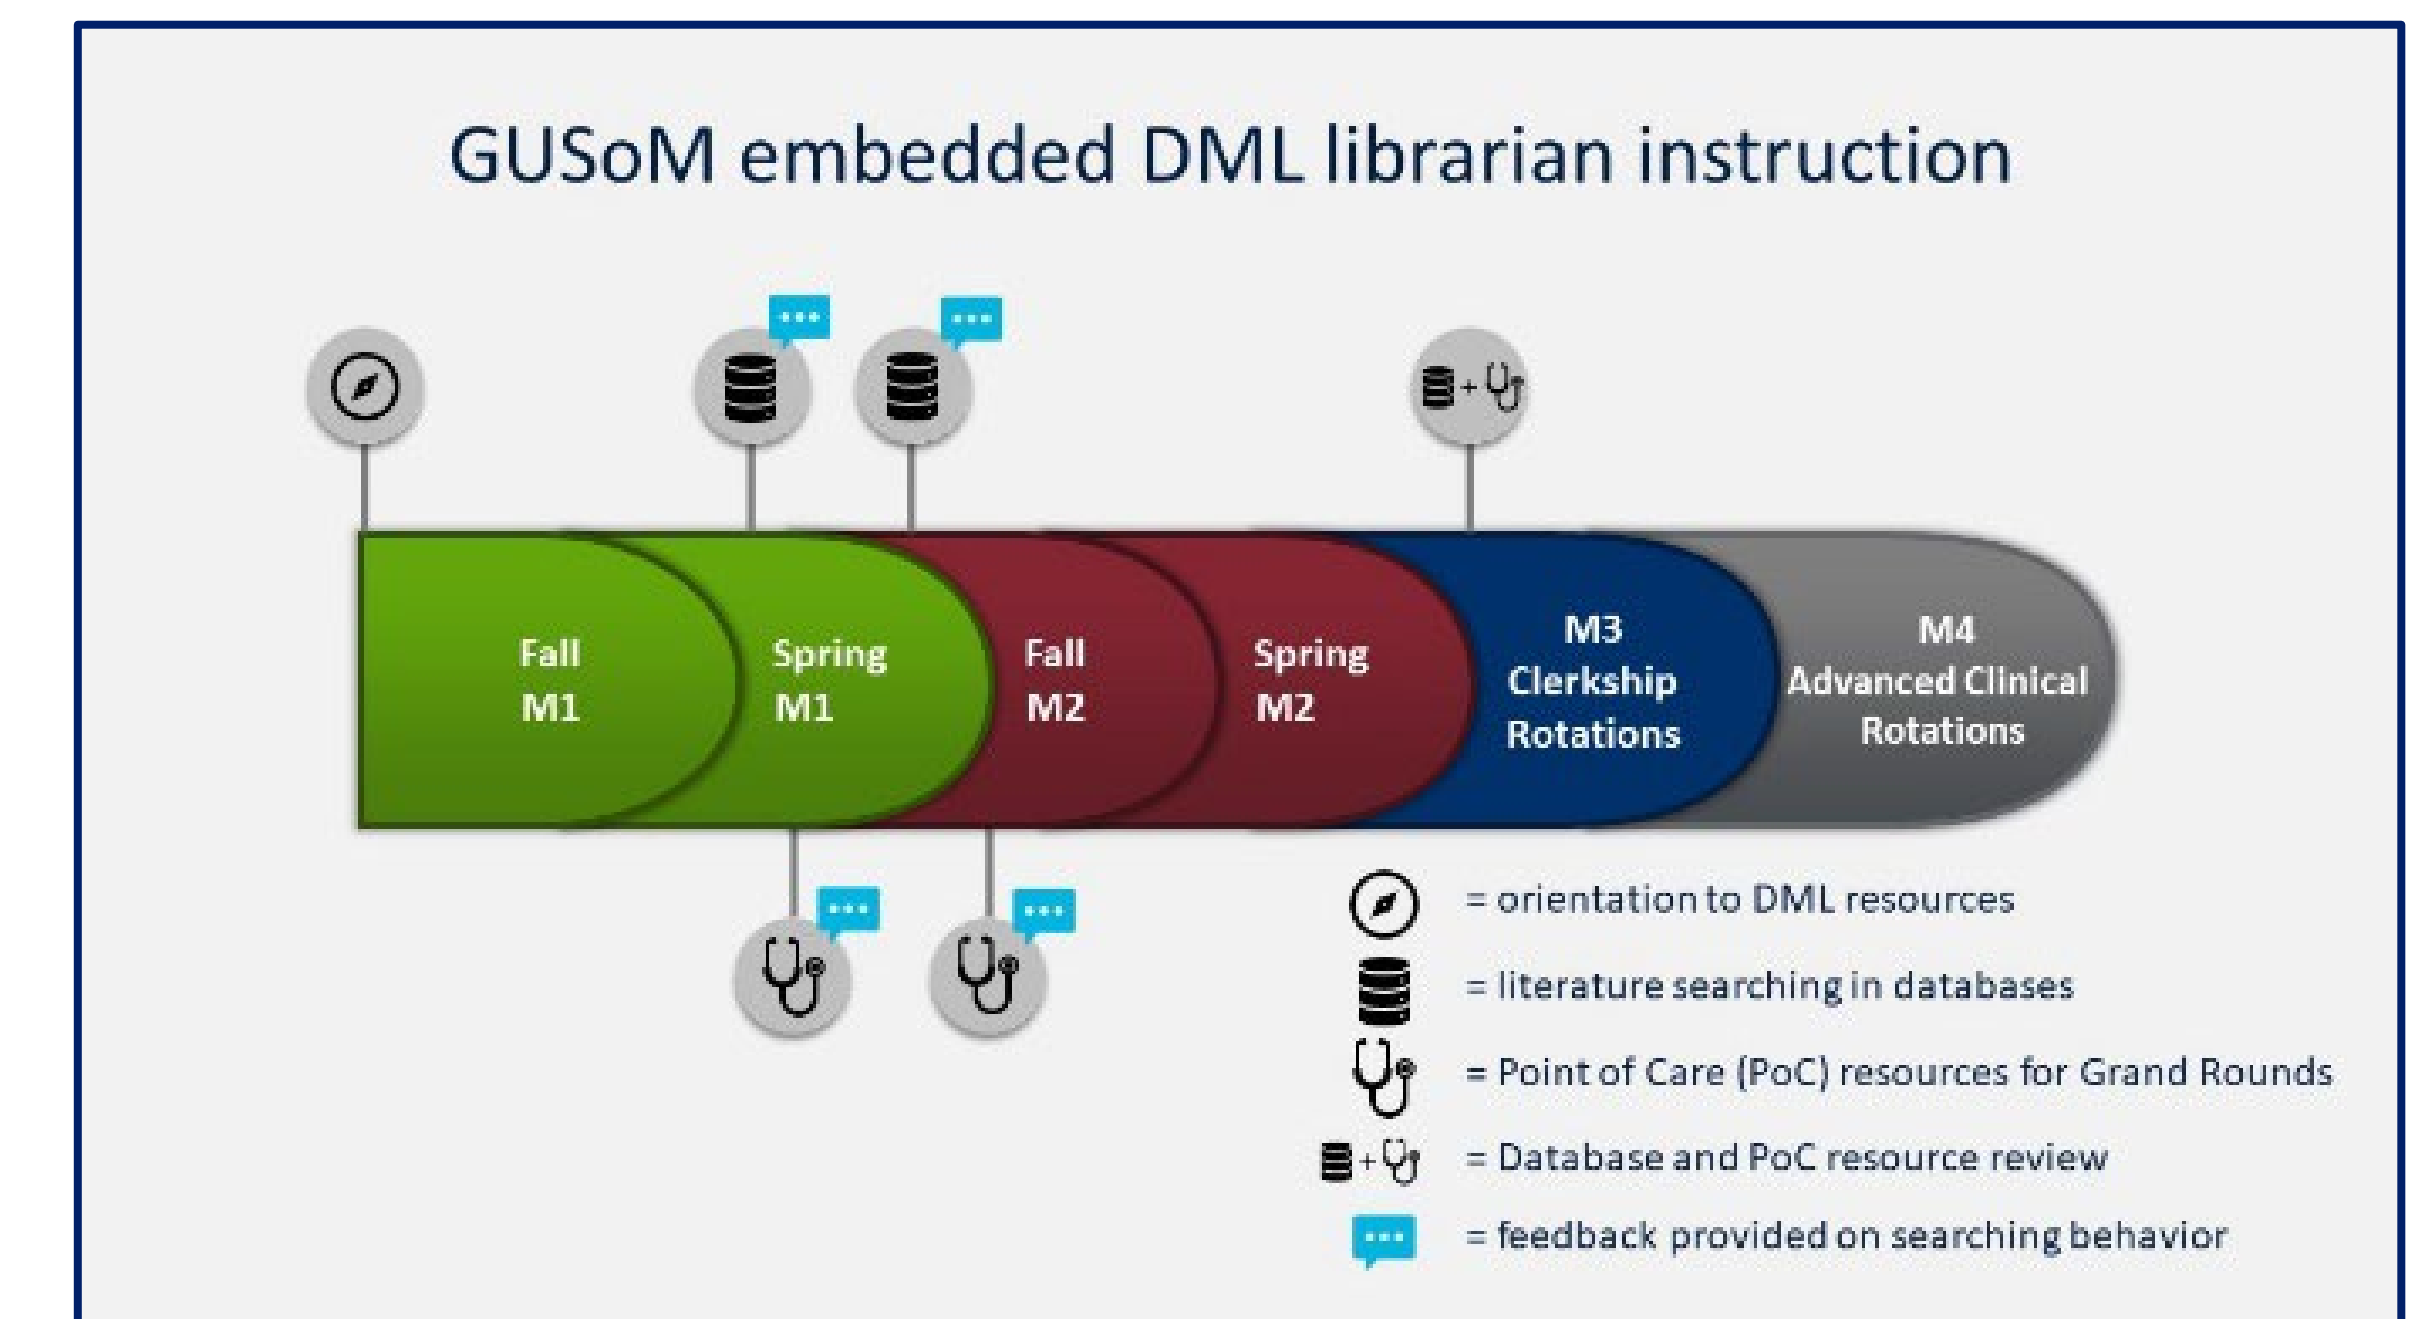 GUSoM embedded DML librarian instruction
Fall
M1
Spring
M1
Fall
M2
Spring
M2
M3
Clerkship
Rotations
M4
Advanced Clinical
Rotations
= orientation to DML resources
= literature searching in databases
= Point of Care (PoC) resources for Grand Rounds
+ = Database and PoC resource review
= feedback provided on searching behavior